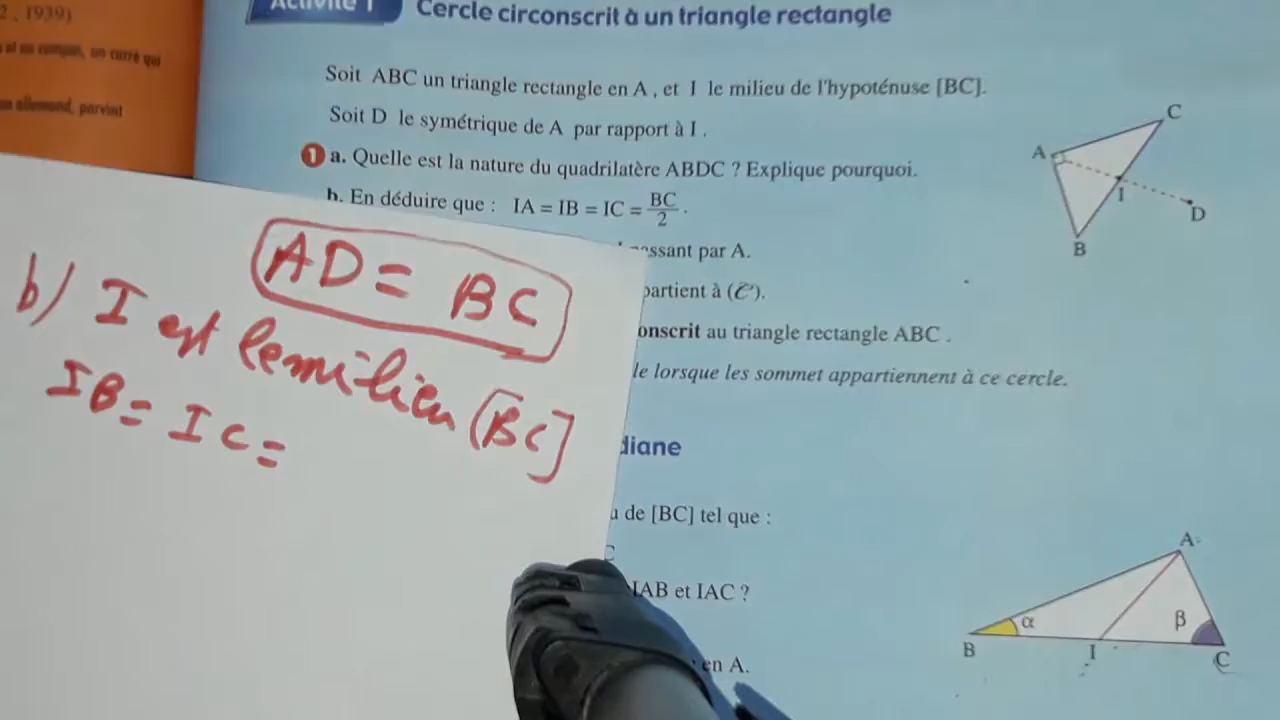 2, 1939)
et au compas, un carré qui
allemand, parvint
Activité 1
Cercle circonscrit à un triangle rectangle
Soit ABC un triangle rectangle en A , et I le milieu de l'hypoténuse [BC].
Soit D le symétrique de A par rapport à I .
1 a. Quelle est la nature du quadrilatère ABDC ? Explique pourquoi.
b. En déduire que : IA = IB = IC = BC/2 .
passant par A.
partient à (C).
onscrit au triangle rectangle ABC .
le lorsque les sommet appartiennent à ce cercle.
A
C
I
D
B
AD = BC
b) I est le milieu [BC]
IB = IC =
diane
de [BC] tel que :
C
IAB et IAC ?
en A.
A
α
β
B
I
C